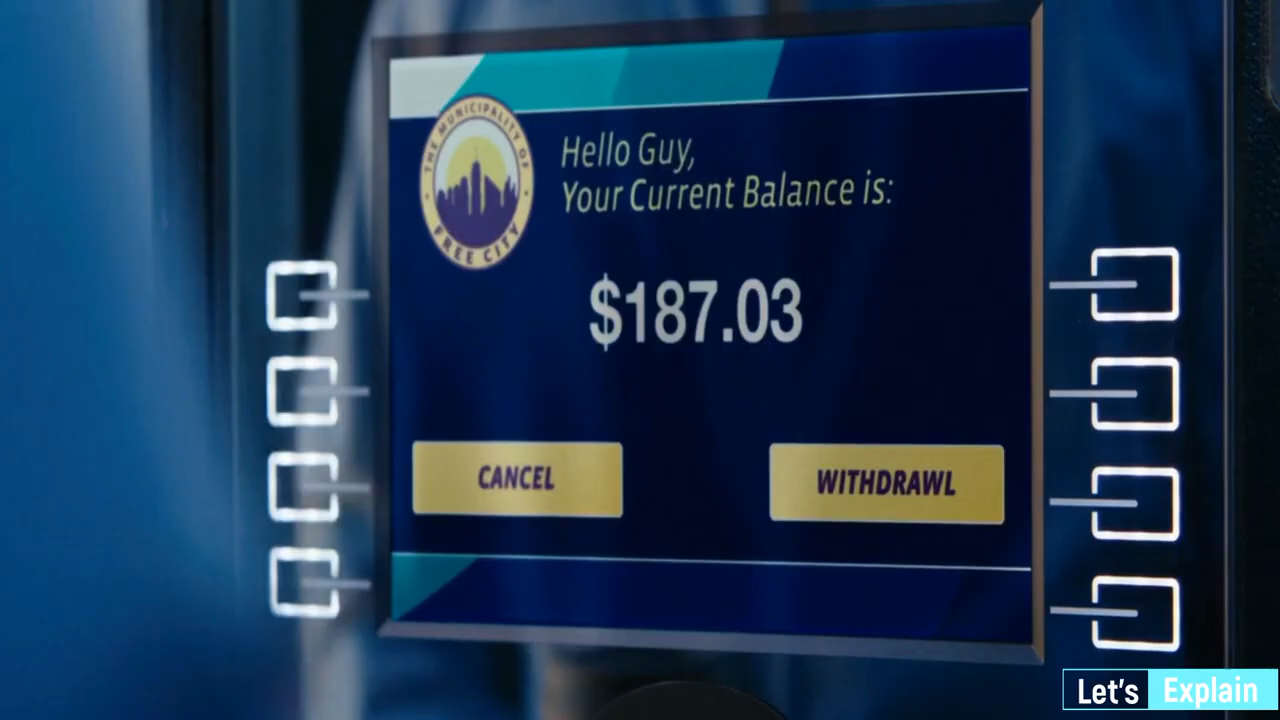 THE MUNICIPALITY OF
FREE CITY
Hello Guy,
Your Current Balance is:
$187.03
CANCEL
WITHDRAWL
Let's Explain